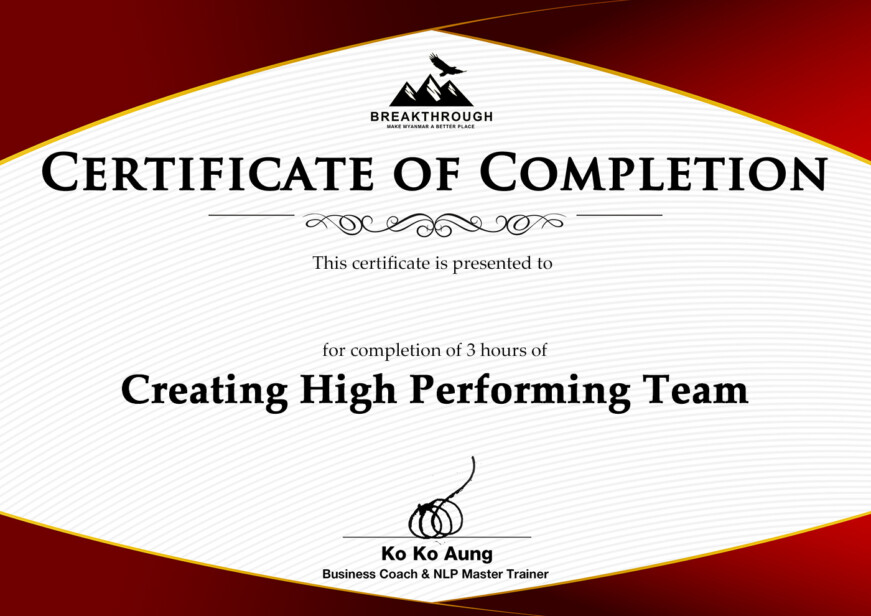 BREAKTHROUGH
MAKE MYANMAR A BETTER PLACE
CERTIFICATE OF COMPLETION
This certificate is presented to
for completion of 3 hours of
Creating High Performing Team
Ko Ko Aung
Business Coach & NLP Master Trainer